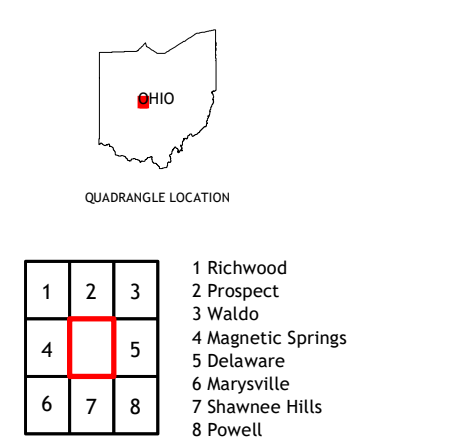 OHIO
QUADRANGLE LOCATION
1 2 3
4 5
6 7 8
1 Richwood
2 Prospect
3 Waldo
4 Magnetic Springs
5 Delaware
6 Marysville
7 Shawnee Hills
8 Powell